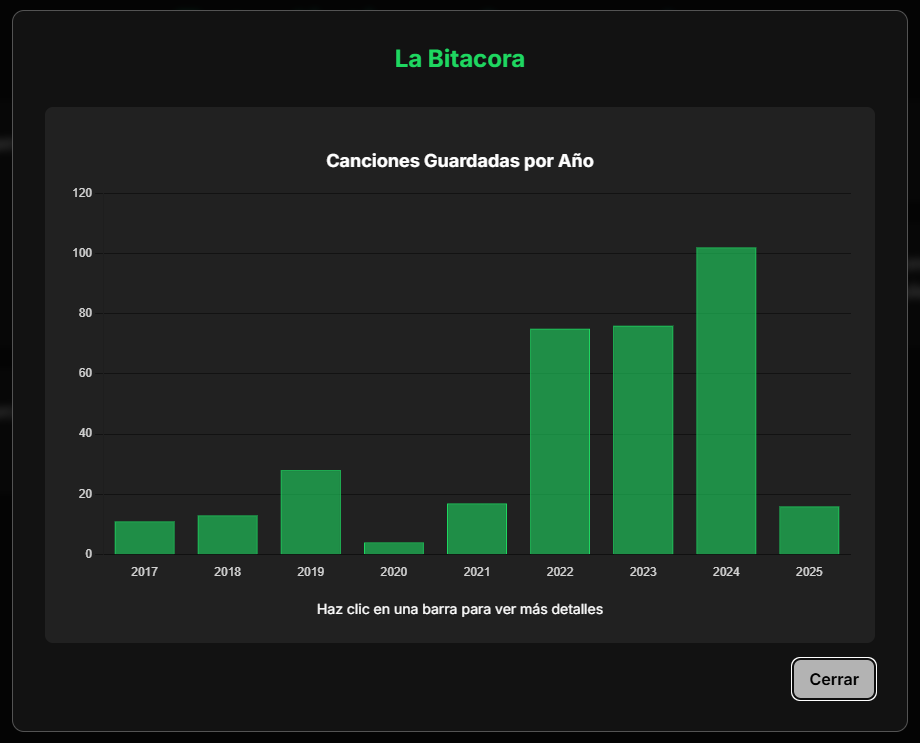 La Bitacora
Canciones Guardadas por Año
120
100
80
60
40
20
0
2017 2018 2019 2020 2021 2022 2023 2024 2025
Haz clic en una barra para ver más detalles
Cerrar